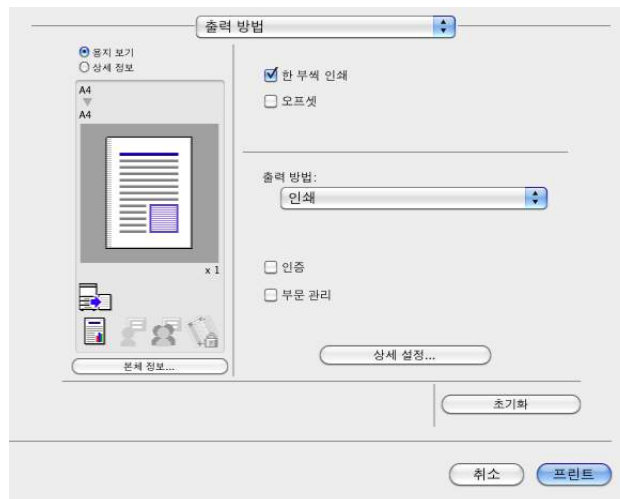 출력 방법
용지 보기
상세 정보
A4
A4
x 1
본체 정보...
한 부씩 인쇄
오프셋
출력 방법:
인쇄
인증
부문 관리
상세 설정...
초기화
취소
프린트